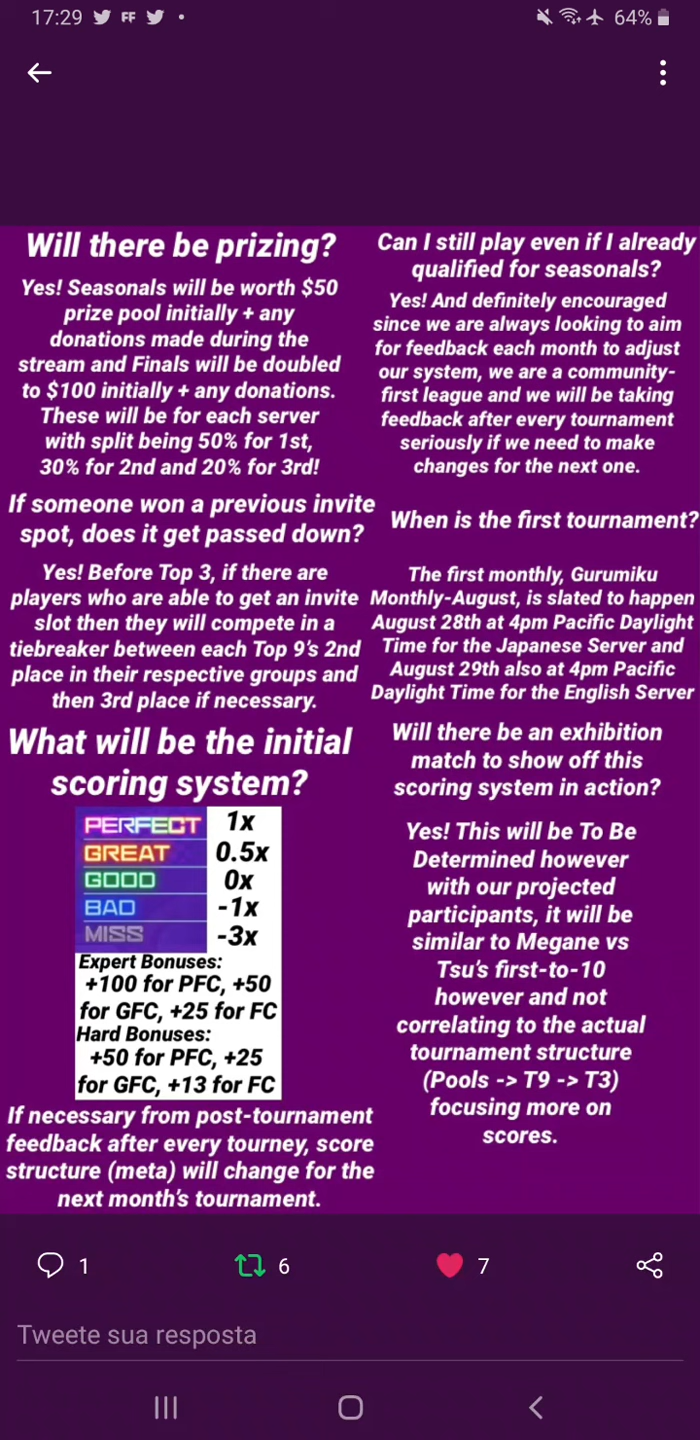 17:29
64%
Will there be prizing?
Yes! Seasonals will be worth $50
prize pool initially + any
donations made during the
stream and Finals will be doubled
to $100 initially + any donations.
These will be for each server
with split being 50% for 1st,
30% for 2nd and 20% for 3rd!
If someone won a previous invite
spot, does it get passed down?
Yes! Before Top 3, if there are
players who are able to get an invite
slot then they will compete in a
tiebreaker between each Top 9's 2nd
place in their respective groups and
then 3rd place if necessary.
What will be the initial
scoring system?
PERFECT 1x
GREAT 0.5x
GOOD 0x
BAD -1x
MISS -3x
Expert Bonuses:
+100 for PFC, +50
for GFC, +25 for FC
Hard Bonuses:
+50 for PFC, +25
for GFC, +13 for FC
If necessary from post-tournament
feedback after every tourney, score
structure (meta) will change for the
next month's tournament.
Can I still play even if I already
qualified for seasonals?
Yes! And definitely encouraged
since we are always looking to aim
for feedback each month to adjust
our system, we are a community-
first league and we will be taking
feedback after every tournament
seriously if we need to make
changes for the next one.
When is the first tournament?
The first monthly, Gurumiku
Monthly-August, is slated to happen
August 28th at 4pm Pacific Daylight
Time for the Japanese Server and
August 29th also at 4pm Pacific
Daylight Time for the English Server
Will there be an exhibition
match to show off this
scoring system in action?
Yes! This will be To Be
Determined however
with our projected
participants, it will be
similar to Megane vs
Tsu's first-to-10
however and not
correlating to the actual
tournament structure
(Pools -> T9 -> T3)
focusing more on
scores.
1
6
7
Tweete sua resposta